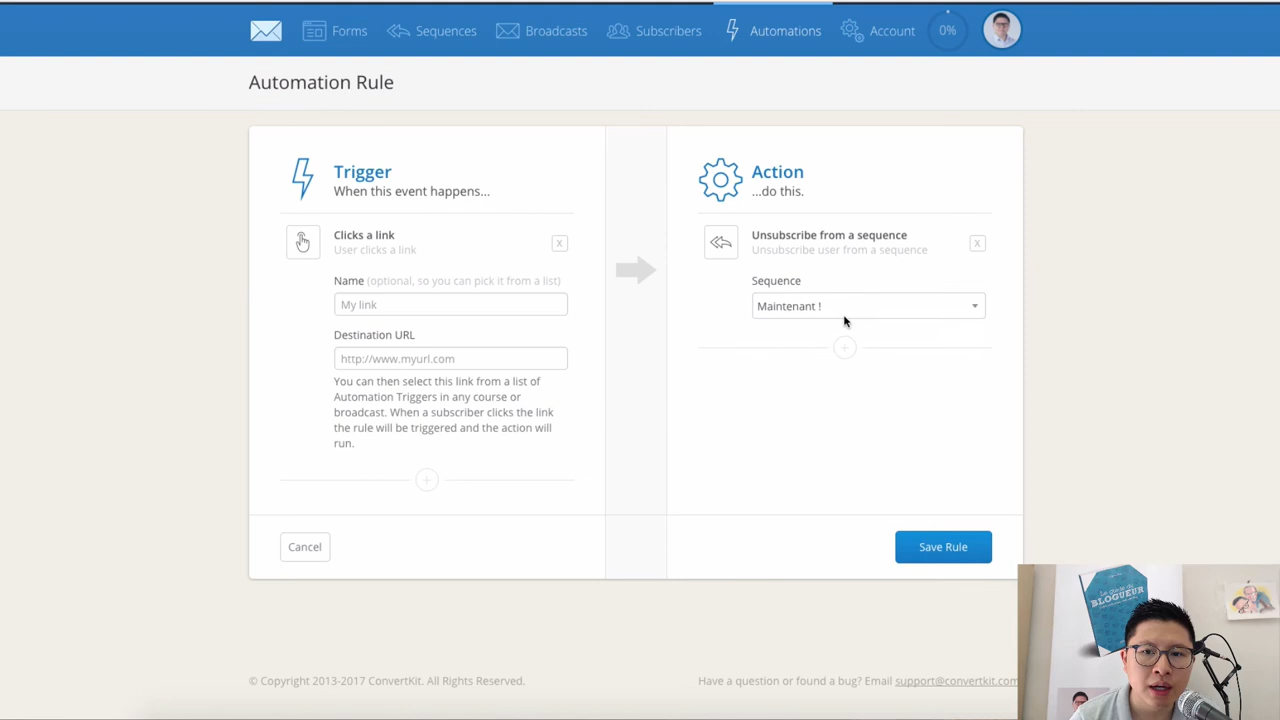 Forms
Sequences
Broadcasts
Subscribers
Automations
Account
0%
Automation Rule
Trigger
When this event happens...
Clicks a link
User clicks a link
X
Name (optional, so you can pick it from a list)
My link
Destination URL
http://www.myurl.com
You can then select this link from a list of
Automation Triggers in any course or
broadcast. When a subscriber clicks the link
the rule will be triggered and the action will
run.
+
Cancel
Action
...do this.
Unsubscribe from a sequence
Unsubscribe user from a sequence
X
Sequence
Maintenant !
+
Save Rule
© Copyright 2013-2017 ConvertKit. All Rights Reserved.
Have a question or found a bug? Email support@convertkit.com
Le guide du
BLOGUEUR